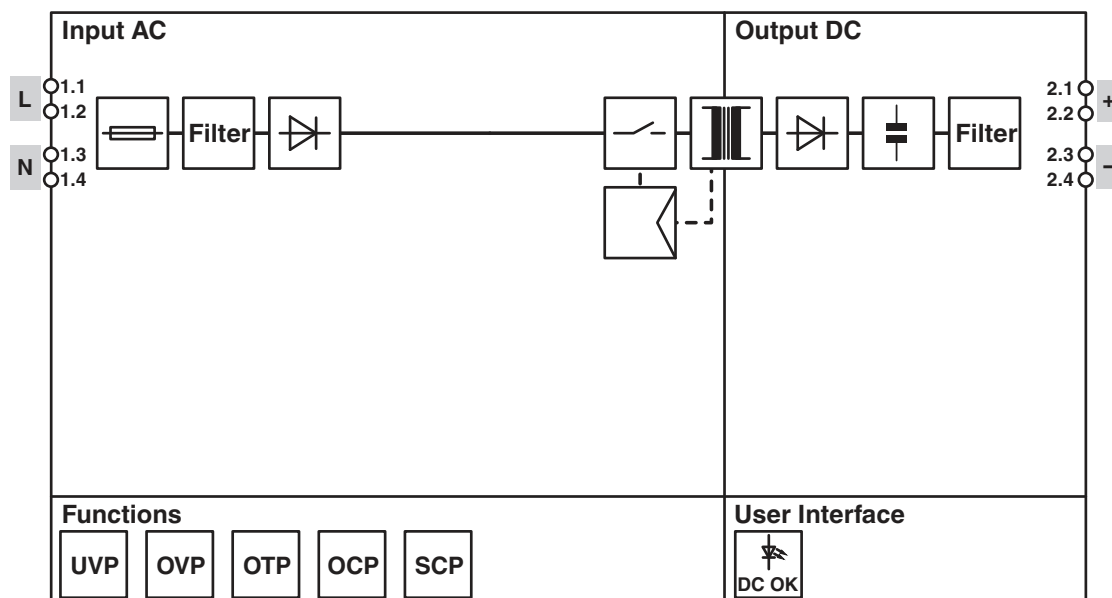 Input AC
Output DC
L
1.1
1.2
N
1.3
1.4
Filter
Filter
2.1
2.2
+
2.3
2.4
−
Functions
UVP
OVP
OTP
OCP
SCP
User Interface
DC OK